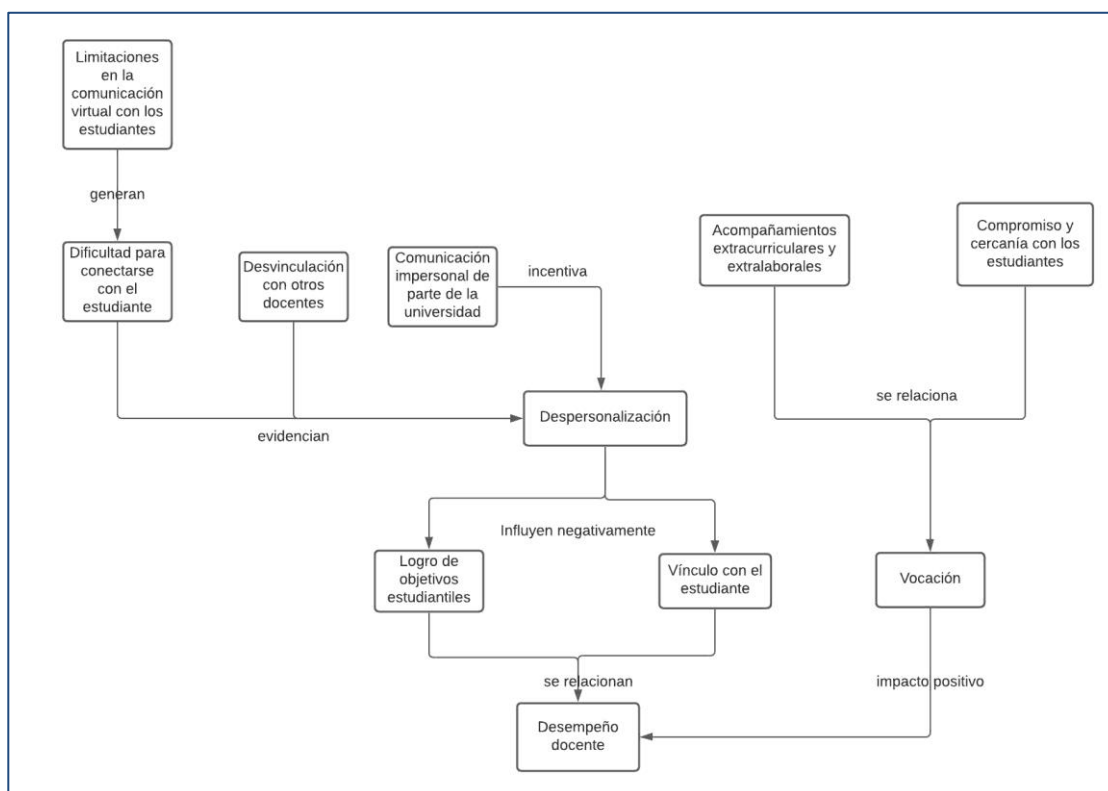 Limitaciones
en la
comunicación
virtual con los
estudiantes
generan
Dificultad para
conectarse
con el
estudiante
Desvinculación
con otros
docentes
Comunicación
impersonal de
parte de la
universidad
incentiva
Acompañamientos
extracurriculares y
extralaborales
Compromiso y
cercanía con los
estudiantes
se relaciona
Despersonalización
evidencian
Influyen negativamente
Logro de
objetivos
estudiantiles
Vínculo con el
estudiante
Vocación
se relacionan
impacto positivo
Desempeño
docente